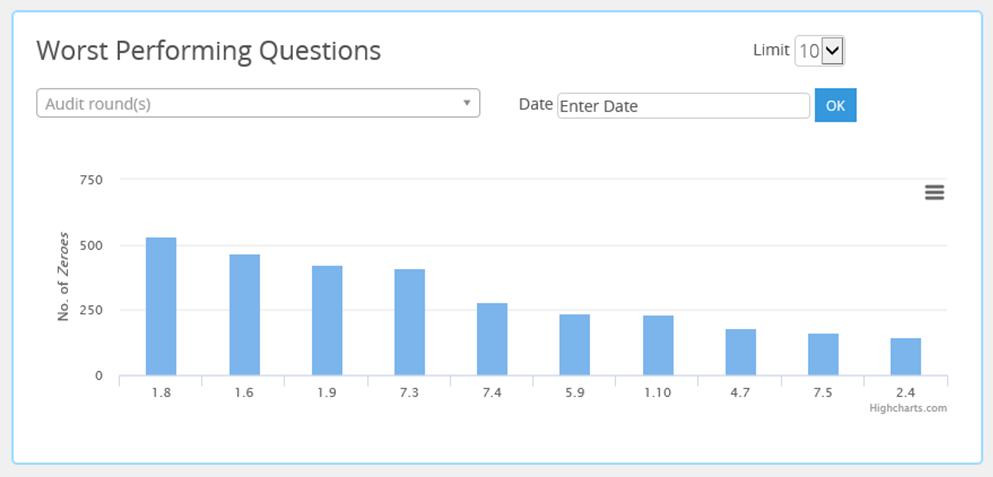 Worst Performing Questions
Limit 10
Audit round(s)
Date Enter Date OK
No. of Zeroes
750
500
250
0
1.8 1.6 1.9 7.3 7.4 5.9 1.10 4.7 7.5 2.4
Highcharts.com